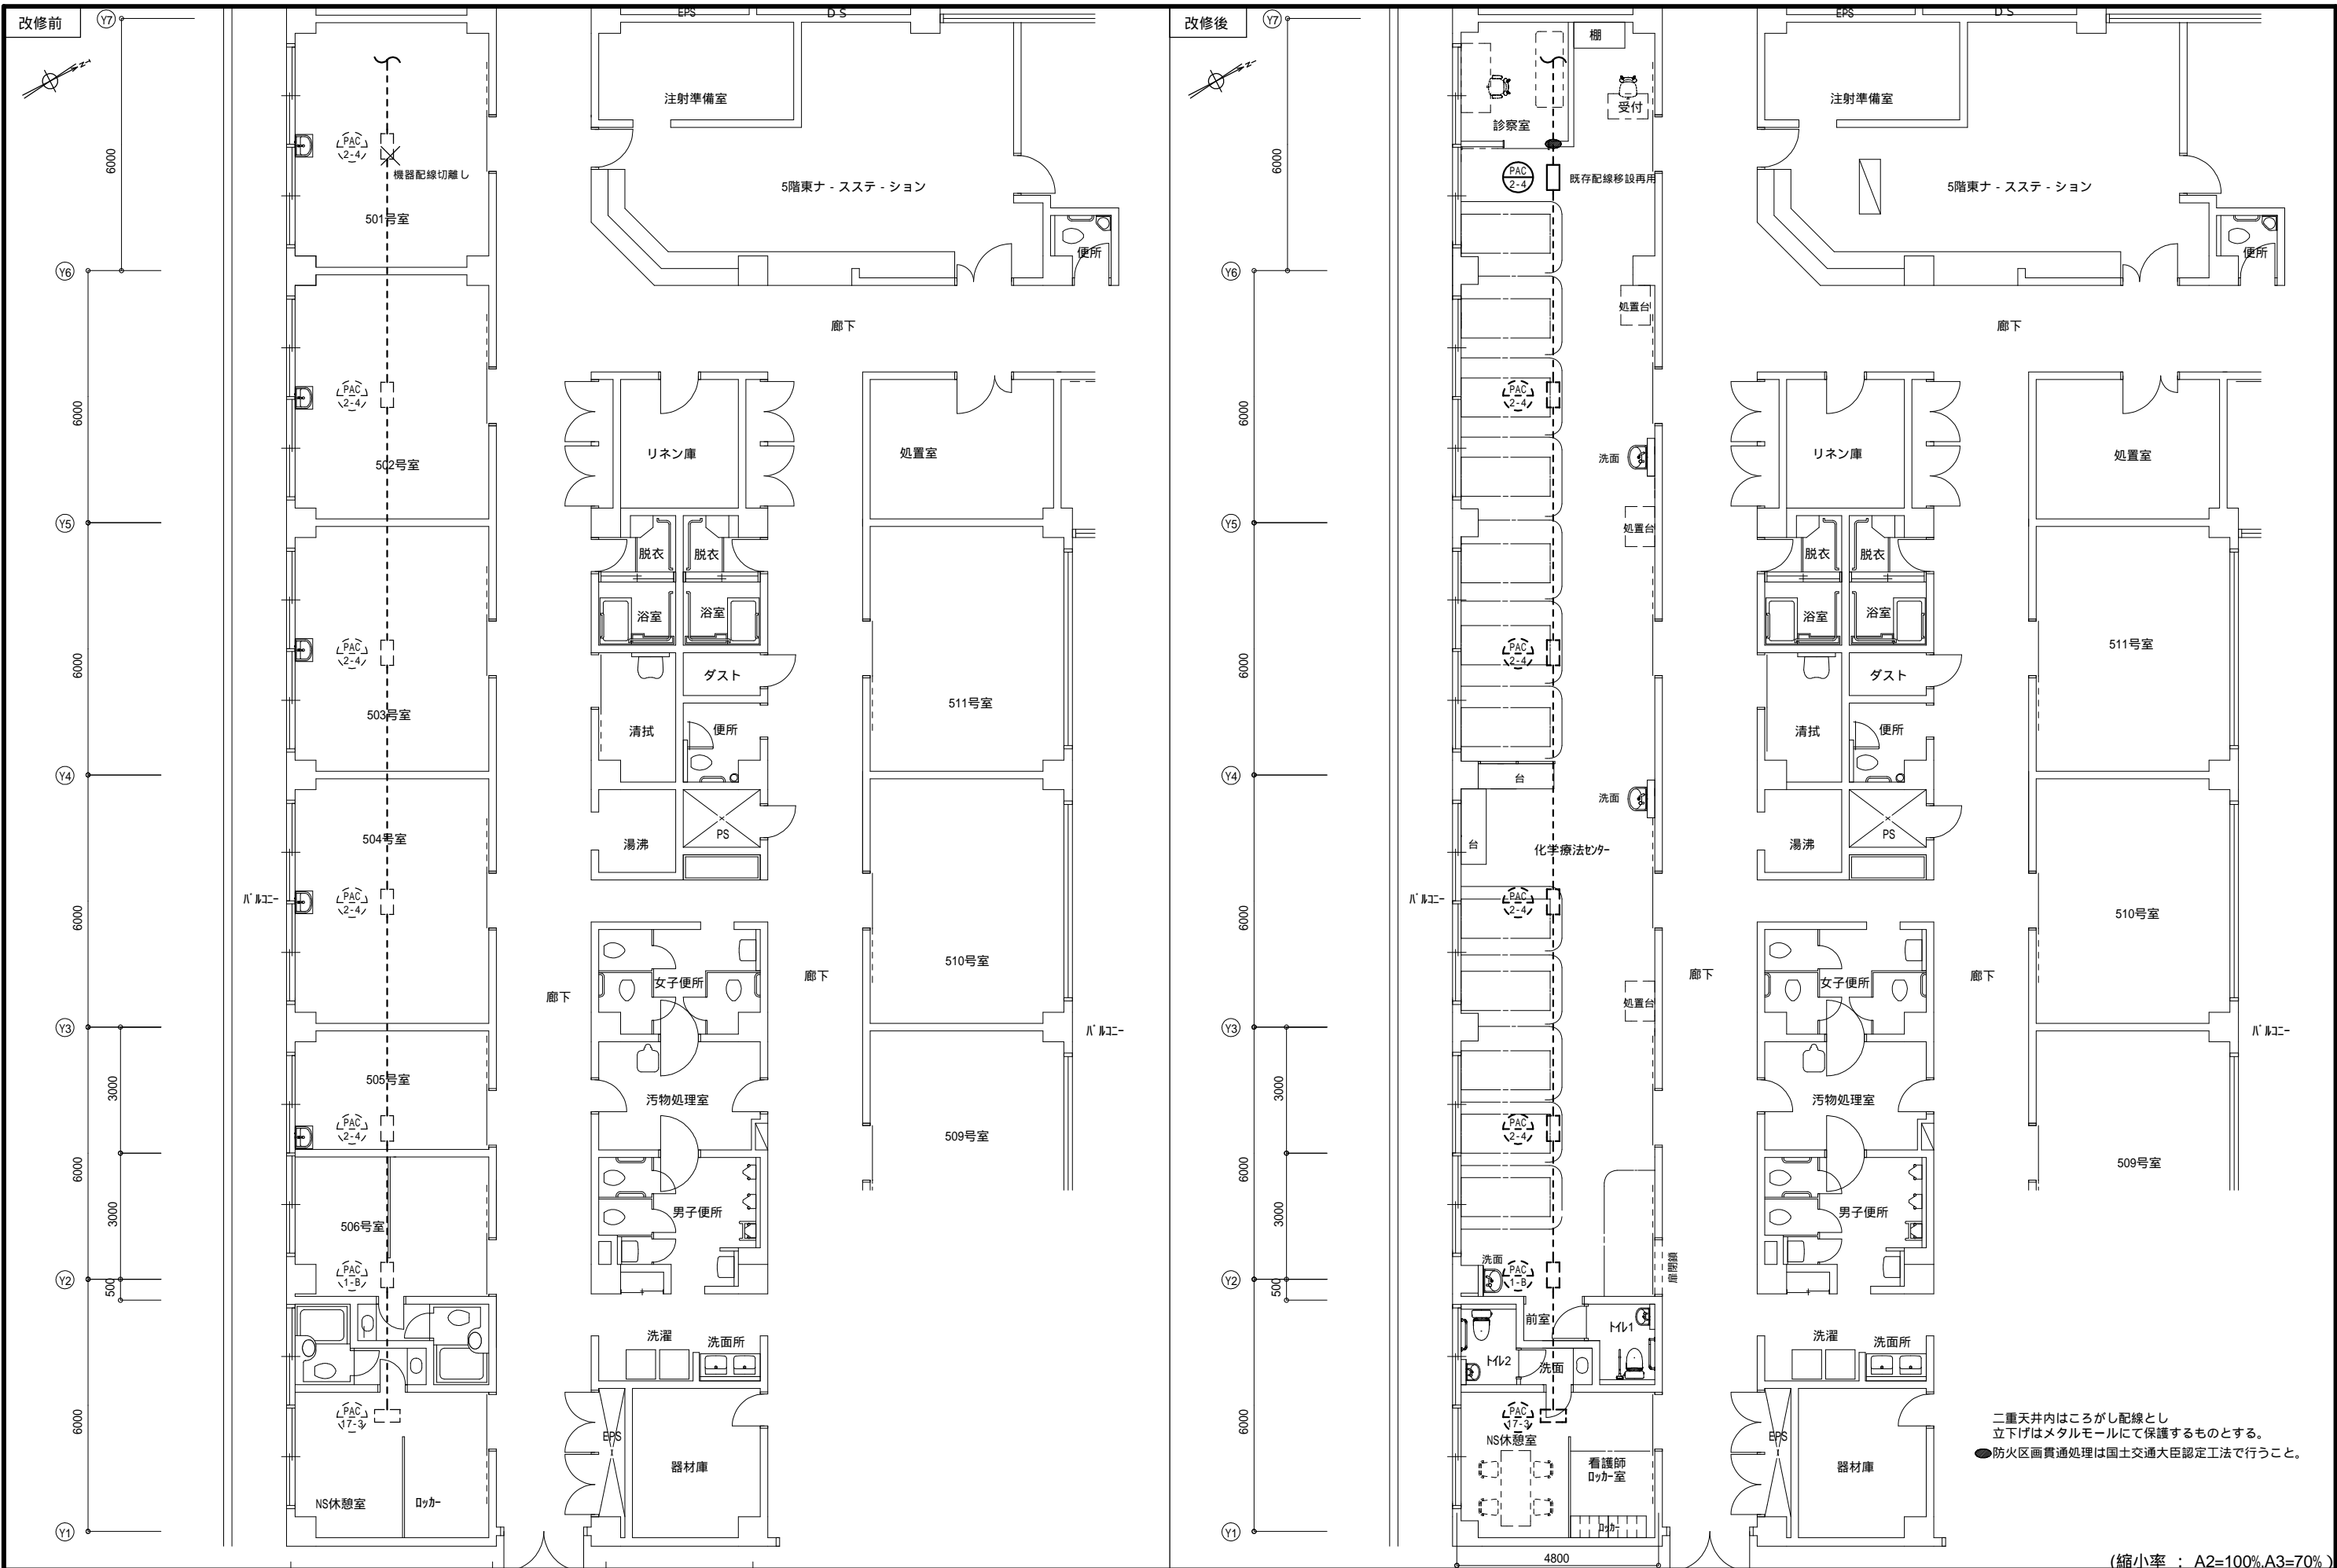 改修前
Y7
EPS
DS
注射準備室
PAC
2-4
機器配線切離し
6000
501号室
5階東ナ-スステ-ション
便所
Y6
廊下
PAC
2-4
6000
502号室
リネン庫
処置室
Y5
脱衣
脱衣
浴室
浴室
PAC
2-4
6000
503号室
ダスト
清拭
便所
511号室
Y4
504号室
湯沸
PS
バルコニー
PAC
2-4
6000
女子便所
廊下
廊下
510号室
Y3
バルコニー
505号室
3000
PAC
2-4
汚物処理室
509号室
6000
3000
506号室
男子便所
PAC
1-B
Y2
500
洗濯
洗面所
PAC
17-3
6000
EPS
器材庫
NS休憩室
ロッカー
Y1
改修後
Y7
EPS
DS
棚
受付
診察室
注射準備室
PAC
2-4
既存配線移設再用
6000
5階東ナ-スステ-ション
便所
Y6
処置台
廊下
PAC
2-4
6000
洗面
リネン庫
処置室
Y5
処置台
脱衣
脱衣
浴室
浴室
PAC
2-4
6000
ダスト
清拭
便所
511号室
Y4
台
洗面
台
化学療法センター
湯沸
PS
バルコニー
PAC
2-4
6000
510号室
廊下
女子便所
廊下
処置台
Y3
バルコニー
3000
PAC
2-4
汚物処理室
509号室
6000
3000
男子便所
洗面
PAC
1-B
扉閉鎖
Y2
500
前室
トイレ1
トイレ2
洗面
洗濯
洗面所
PAC
17-3
6000
NS休憩室
看護師
ロッカー室
ロッカー
EPS
器材庫
Y1
4800
二重天井内はころがし配線とし
立下げはメタルモールにて保護するものとする。
防火区画貫通処理は国土交通大臣認定工法で行うこと。
(縮小率 : A2=100%,A3=70%)